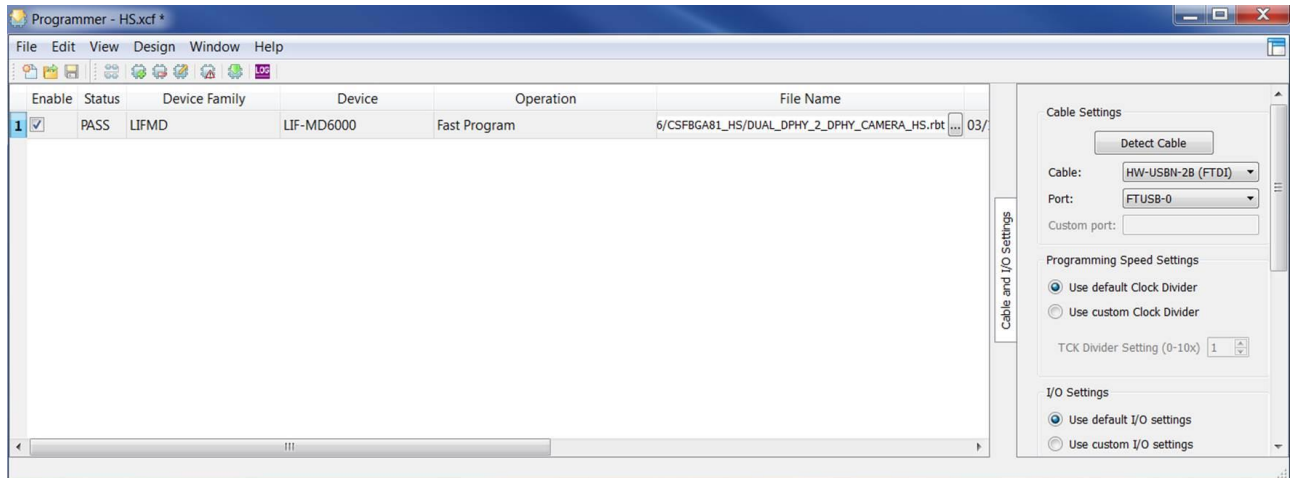 Programmer - HS.xcf *
File Edit View Design Window Help
LOG
Enable Status Device Family Device Operation File Name
1 PASS LIFMD LIF-MD6000 Fast Program 6/CSFBGA81_HS/DUAL_DPHY_2_DPHY_CAMERA_HS.rbt ... 03/
Cable and I/O Settings
Cable Settings
Detect Cable
Cable: HW-USBN-2B (FTDI)
Port: FTUSB-0
Custom port:
Programming Speed Settings
Use default Clock Divider
Use custom Clock Divider
TCK Divider Setting (0-10x) 1
I/O Settings
Use default I/O settings
Use custom I/O settings